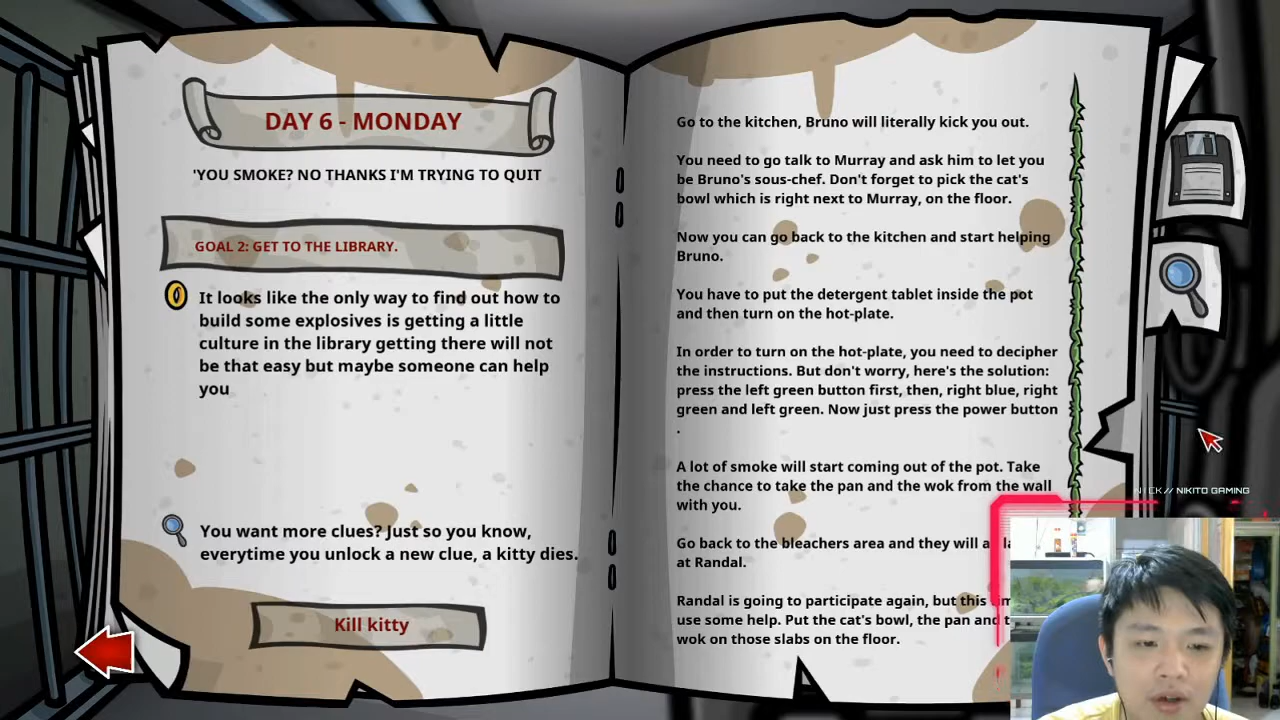 DAY 6 - MONDAY
'YOU SMOKE? NO THANKS I'M TRYING TO QUIT
GOAL 2: GET TO THE LIBRARY.
It looks like the only way to find out how to
build some explosives is getting a little
culture in the library getting there will not
be that easy but maybe someone can help
you
You want more clues? Just so you know,
everytime you unlock a new clue, a kitty dies.
Kill kitty
Go to the kitchen, Bruno will literally kick you out.
You need to go talk to Murray and ask him to let you
be Bruno's sous-chef. Don't forget to pick the cat's
bowl which is right next to Murray, on the floor.
Now you can go back to the kitchen and start helping
Bruno.
You have to put the detergent tablet inside the pot
and then turn on the hot-plate.
In order to turn on the hot-plate, you need to decipher
the instructions. But don't worry, here's the solution:
press the left green button first, then, right blue, right
green and left green. Now just press the power button
.
A lot of smoke will start coming out of the pot. Take
the chance to take the pan and the wok from the wall
with you.
Go back to the bleachers area and they will
at Randal.
Randal is going to participate again, but this
use some help. Put the cat's bowl, the pan and
wok on those slabs on the floor.
NICK // NIKITO GAMING